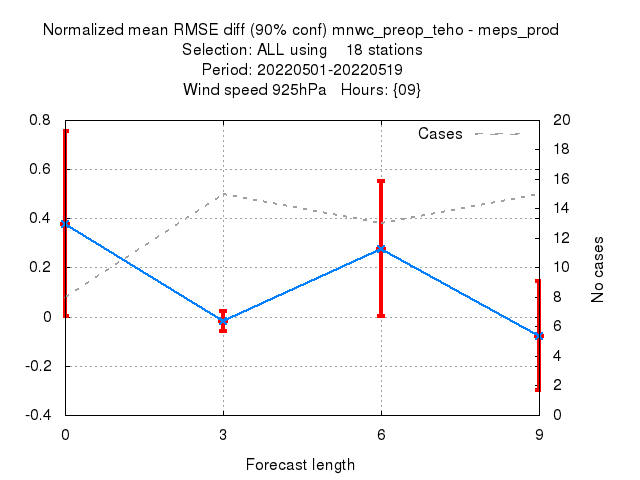 Normalized mean RMSE diff (90% conf) mnwc_preop_teho - meps_prod
Selection: ALL using    18 stations
Period: 20220501-20220519
Wind speed 925hPa   Hours: {09}
Cases
0.8
0.6
0.4
0.2
0
-0.2
-0.4
20
18
16
14
12
10
8
6
4
2
0
No cases
0 3 6 9
Forecast length